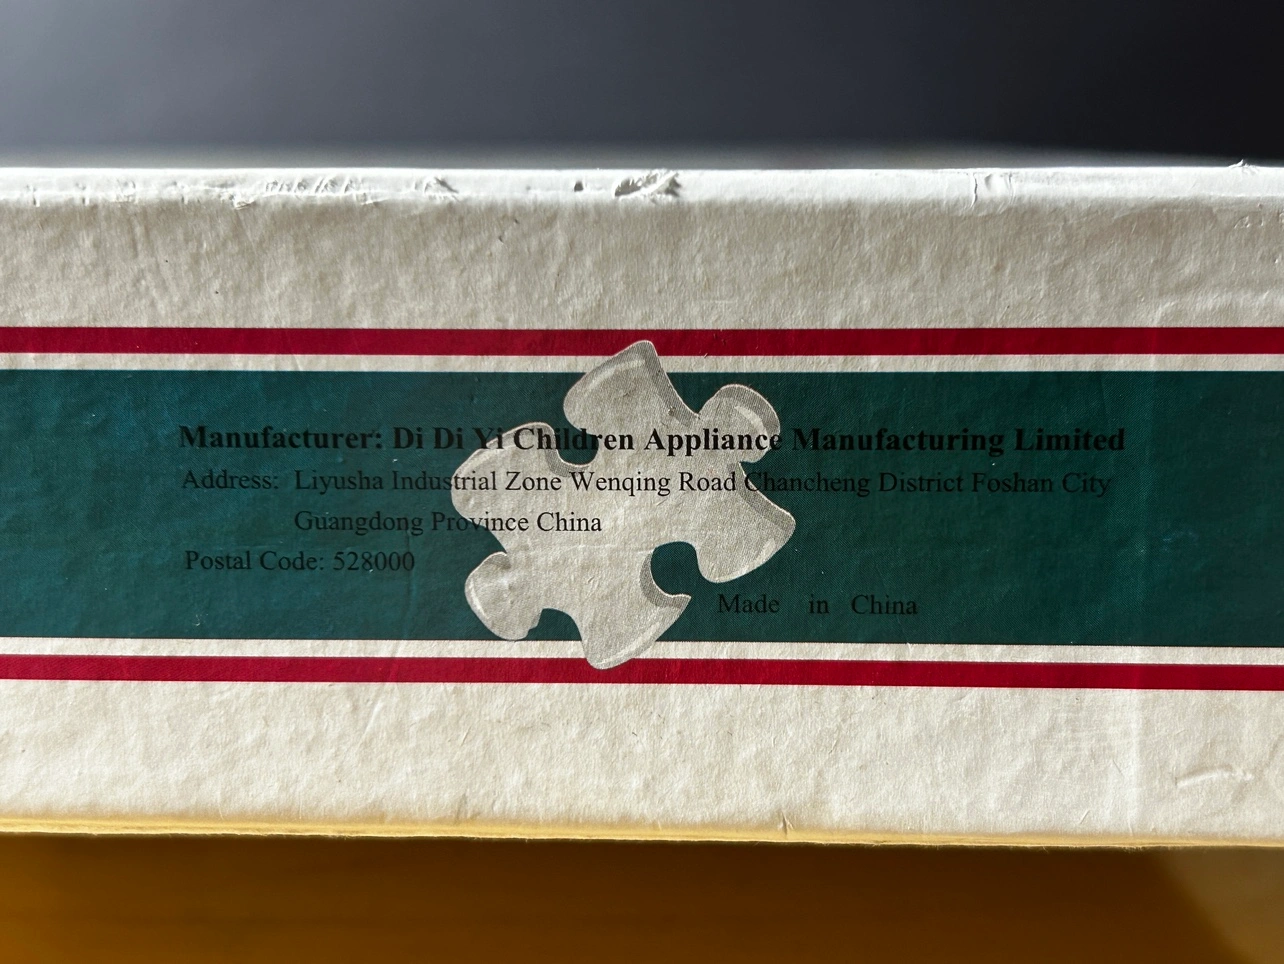 Manufacturer: Di Di Yi Children Appliance Manufacturing Limited
Address: Liyusha Industrial Zone Wenqing Road Chancheng District Foshan City
Guangdong Province China
Postal Code: 528000
Made in China